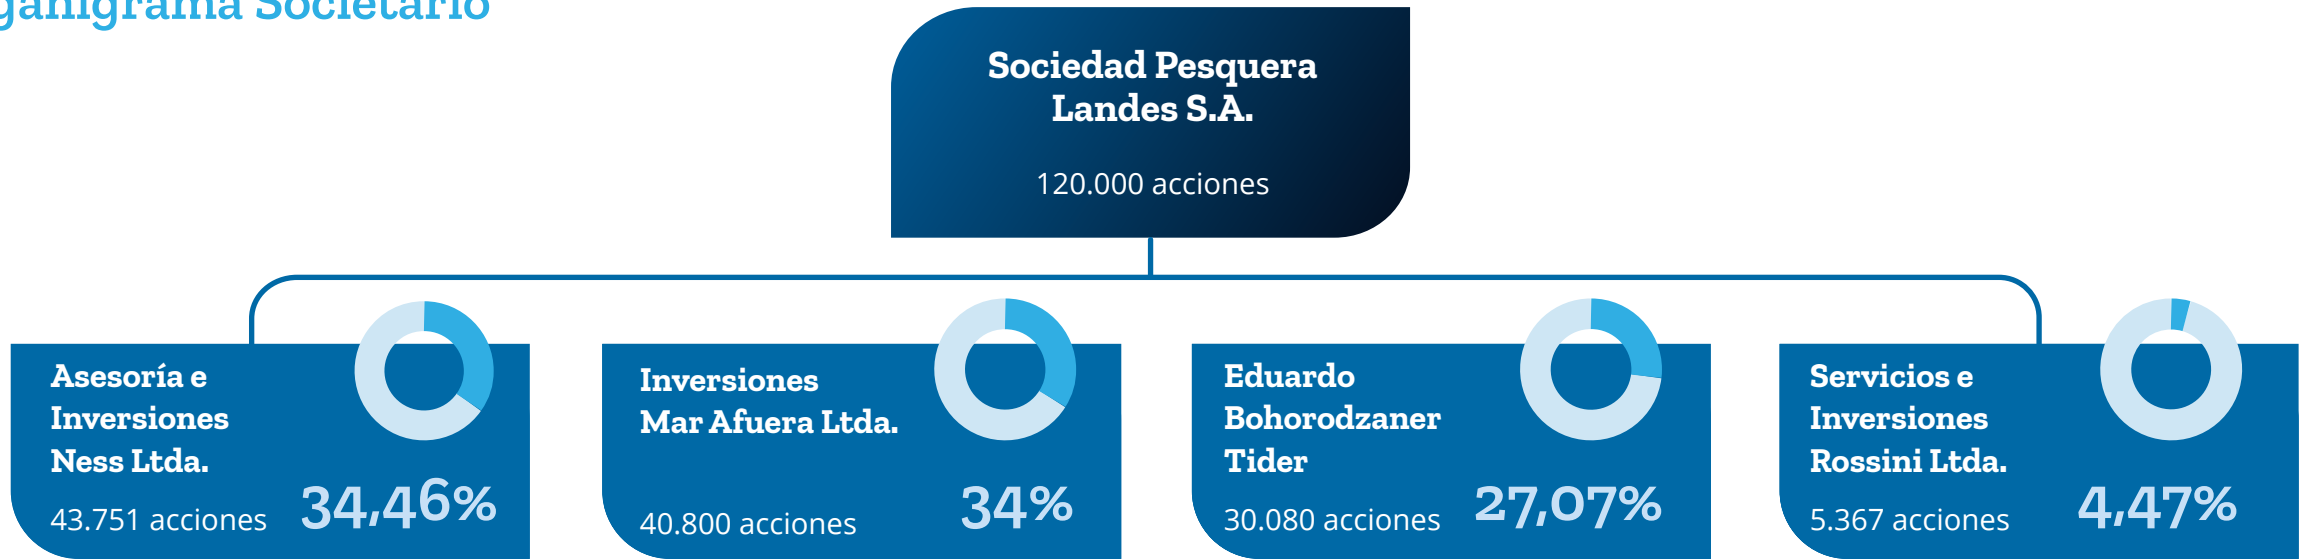 ganigrama Societario
Sociedad Pesquera
Landes S.A.
120.000 acciones
Asesoría e
Inversiones
Ness Ltda.
43.751 acciones
34,46%
Inversiones
Mar Afuera Ltda.
40.800 acciones
34%
Eduardo
Bohorodzaner
Tider
30.080 acciones
27,07%
Servicios e
Inversiones
Rossini Ltda.
5.367 acciones
4,47%